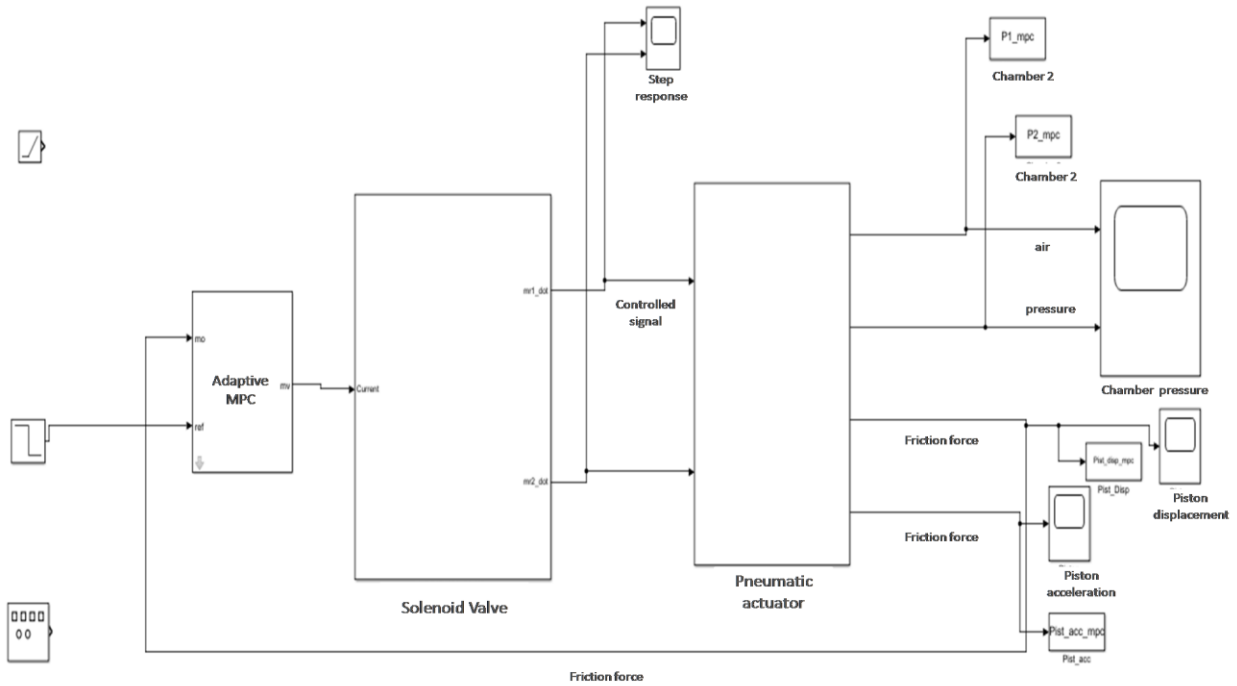 P1_mpc
Chamber 2
Step
response
P2_mpc
Chamber 2
air
mr1_dot
Controlled
signal
pressure
mo
Adaptive
MPC
mv
Current
Chamber pressure
ref
Friction force
Pist_disp_mpc
Pist_Disp
Piston
displacement
mr2_dot
Friction force
Piston
acceleration
Pneumatic
actuator
Solenoid Valve
Pist_acc_mpc
Pist_acc
Friction force